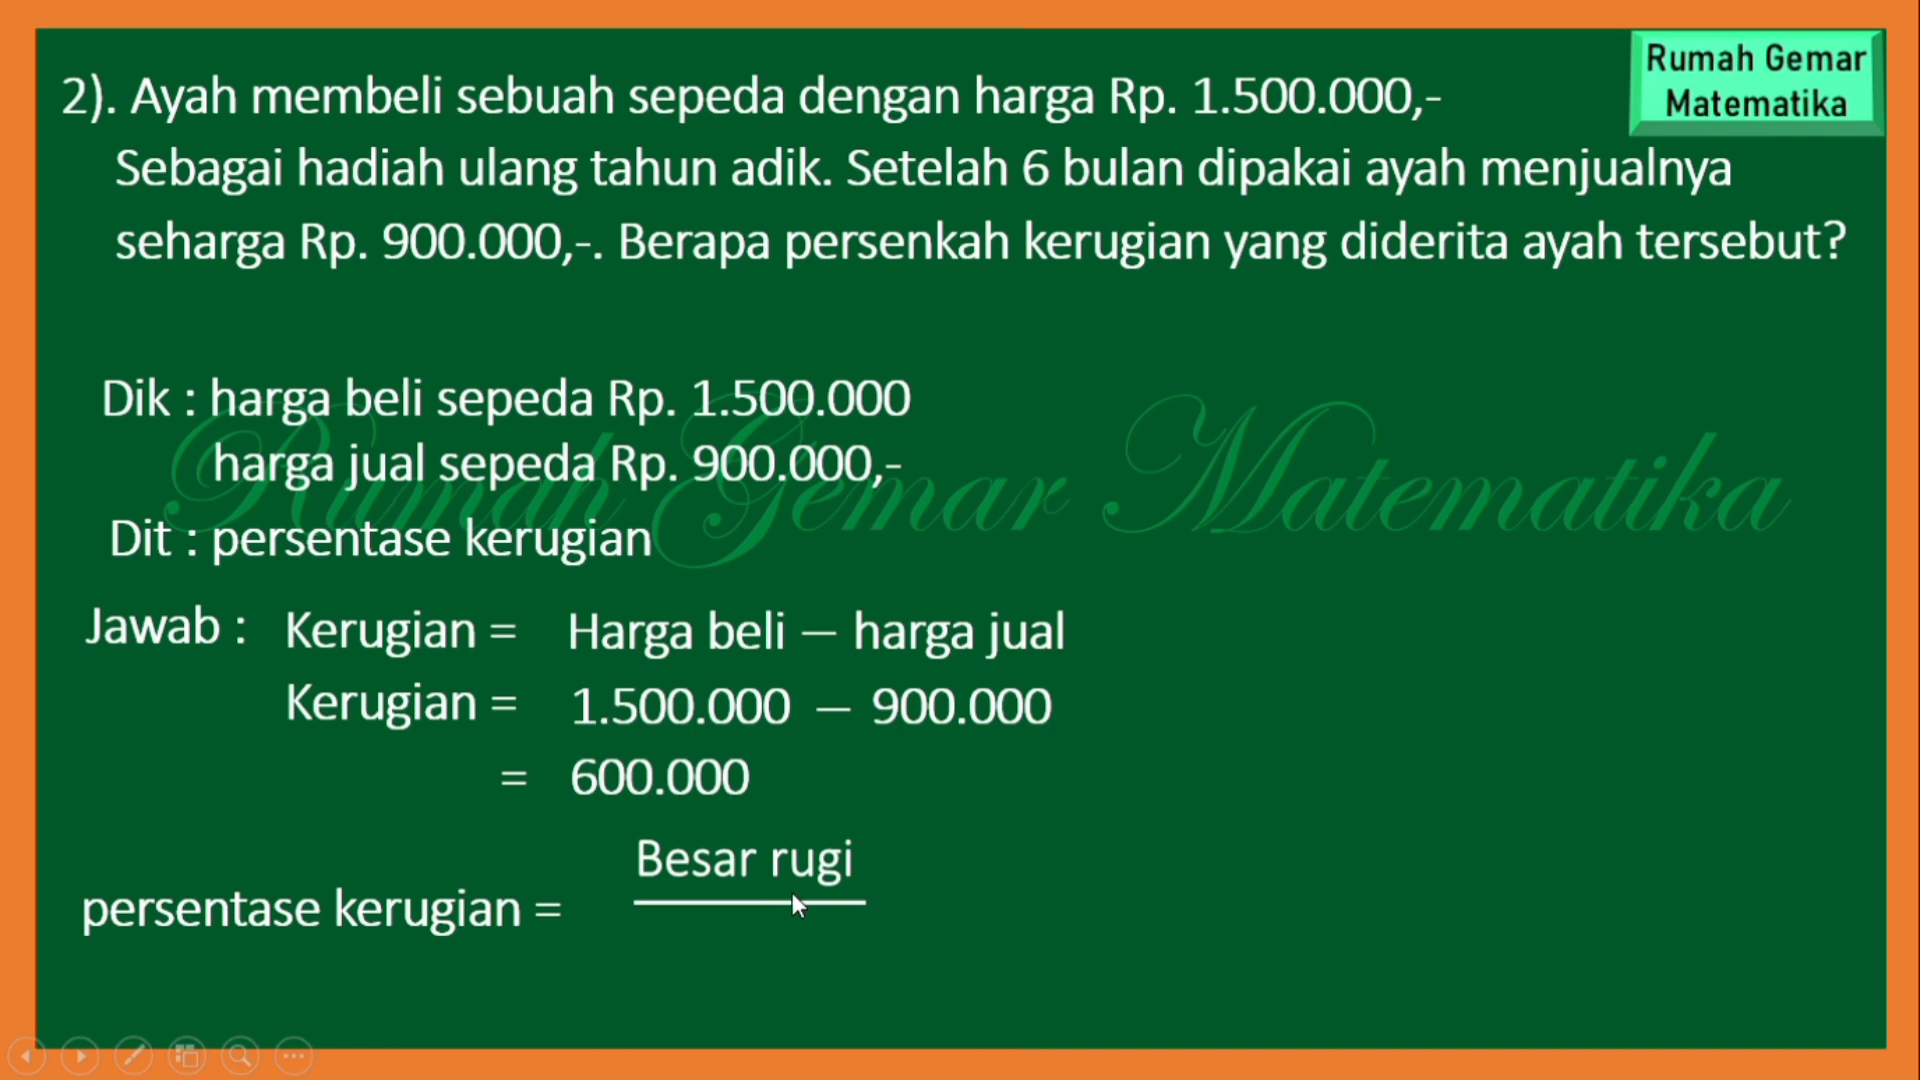 Rumah Gemar
Matematika
2). Ayah membeli sebuah sepeda dengan harga Rp. 1.500.000,-
Sebagai hadiah ulang tahun adik. Setelah 6 bulan dipakai ayah menjualnya
seharga Rp. 900.000,-. Berapa persenkah kerugian yang diderita ayah tersebut?
Dik : harga beli sepeda Rp. 1.500.000
harga jual sepeda Rp. 900.000,-
Rumah Gemar Matematika
Dit : persentase kerugian
Jawab : Kerugian = Harga beli – harga jual
Kerugian = 1.500.000 – 900.000
= 600.000
Besar rugi
persentase kerugian =